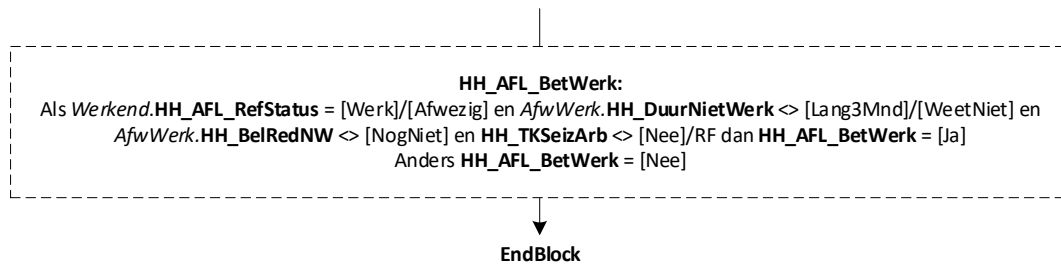 HH_AFL_BetWerk:
Als Werkend.HH_AFL_RefStatus = [Werk]/[Afwezig] en AfwWerk.HH_DuurNietWerk <> [Lang3Mnd]/[WeetNiet] en
AfwWerk.HH_BelRedNW <> [NogNiet] en HH_TKSeizArb <> [Nee]/RF dan HH_AFL_BetWerk = [Ja]
Anders HH_AFL_BetWerk = [Nee]
EndBlock